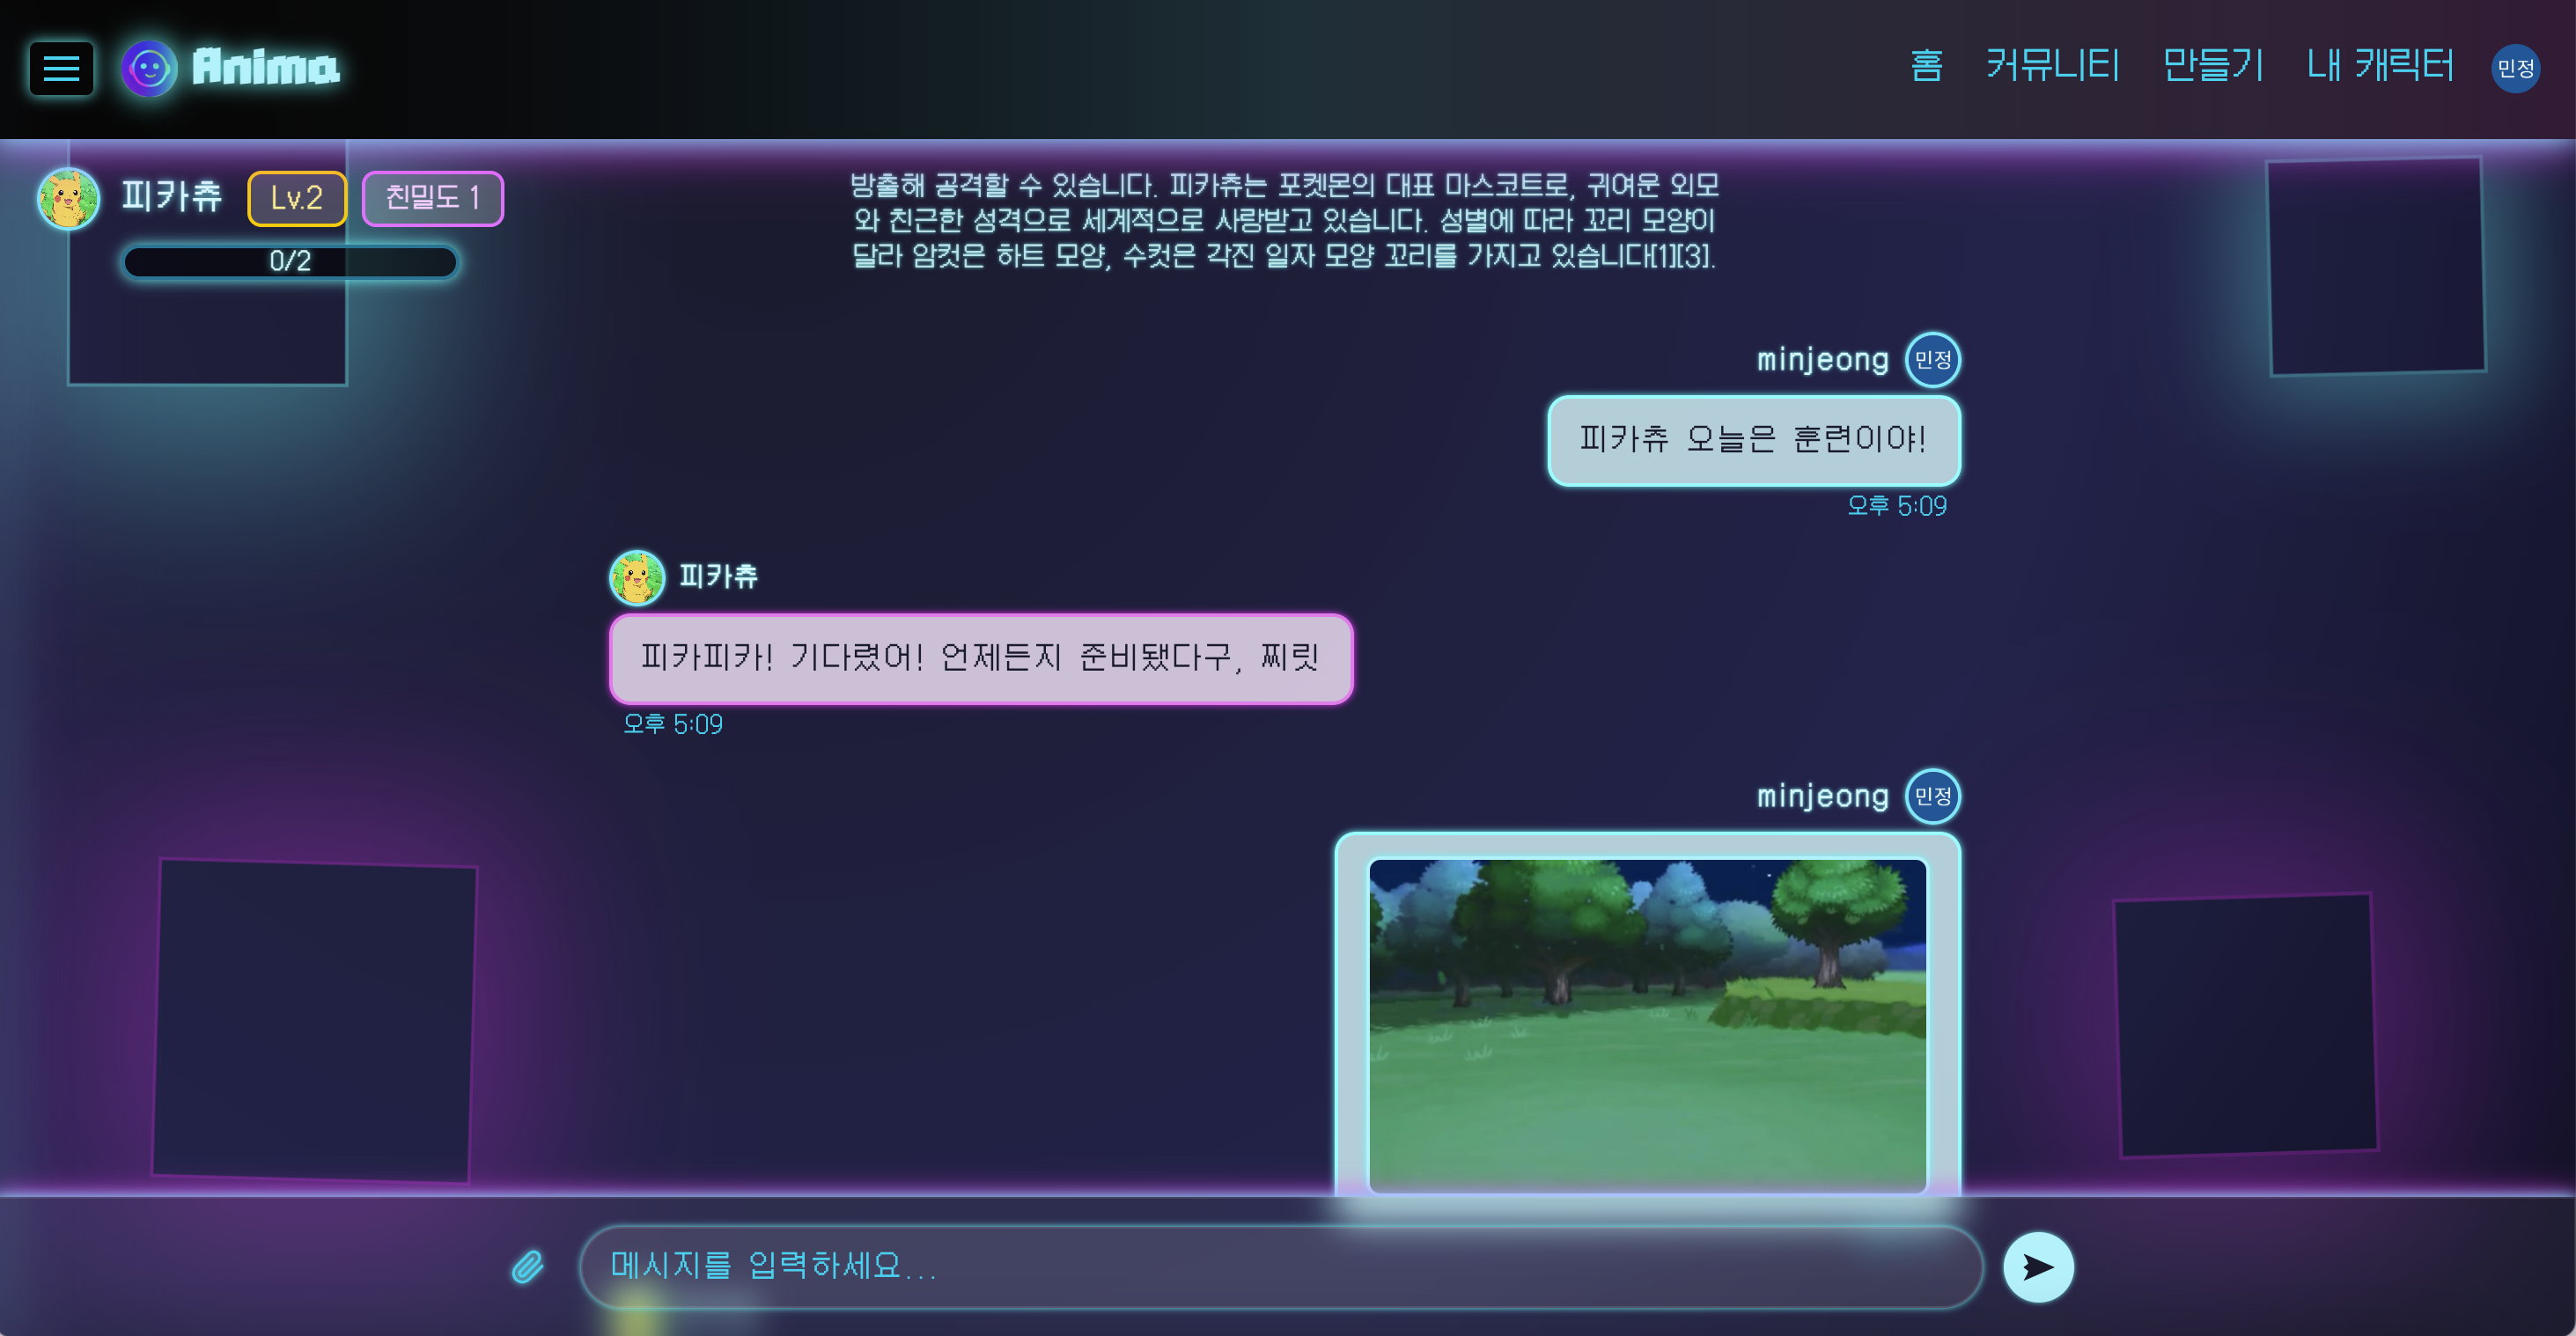 Anima
홈 커뮤니티 만들기 내 캐릭터 민정
피카츄 Lv.2 친밀도 1
0/2
방출해 공격할 수 있습니다. 피카츄는 포켓몬의 대표 마스코트로, 귀여운 외모
와 친근한 성격으로 세계적으로 사랑받고 있습니다. 성별에 따라 꼬리 모양이
달라 암컷은 하트 모양, 수컷은 각진 일자 모양 꼬리를 가지고 있습니다[1][3].
minjeong 민정
피카츄 오늘은 훈련이야!
오후 5:09
피카츄
피카피카! 기다렸어! 언제든지 준비됐다구, 찌릿
오후 5:09
minjeong 민정
메시지를 입력하세요...